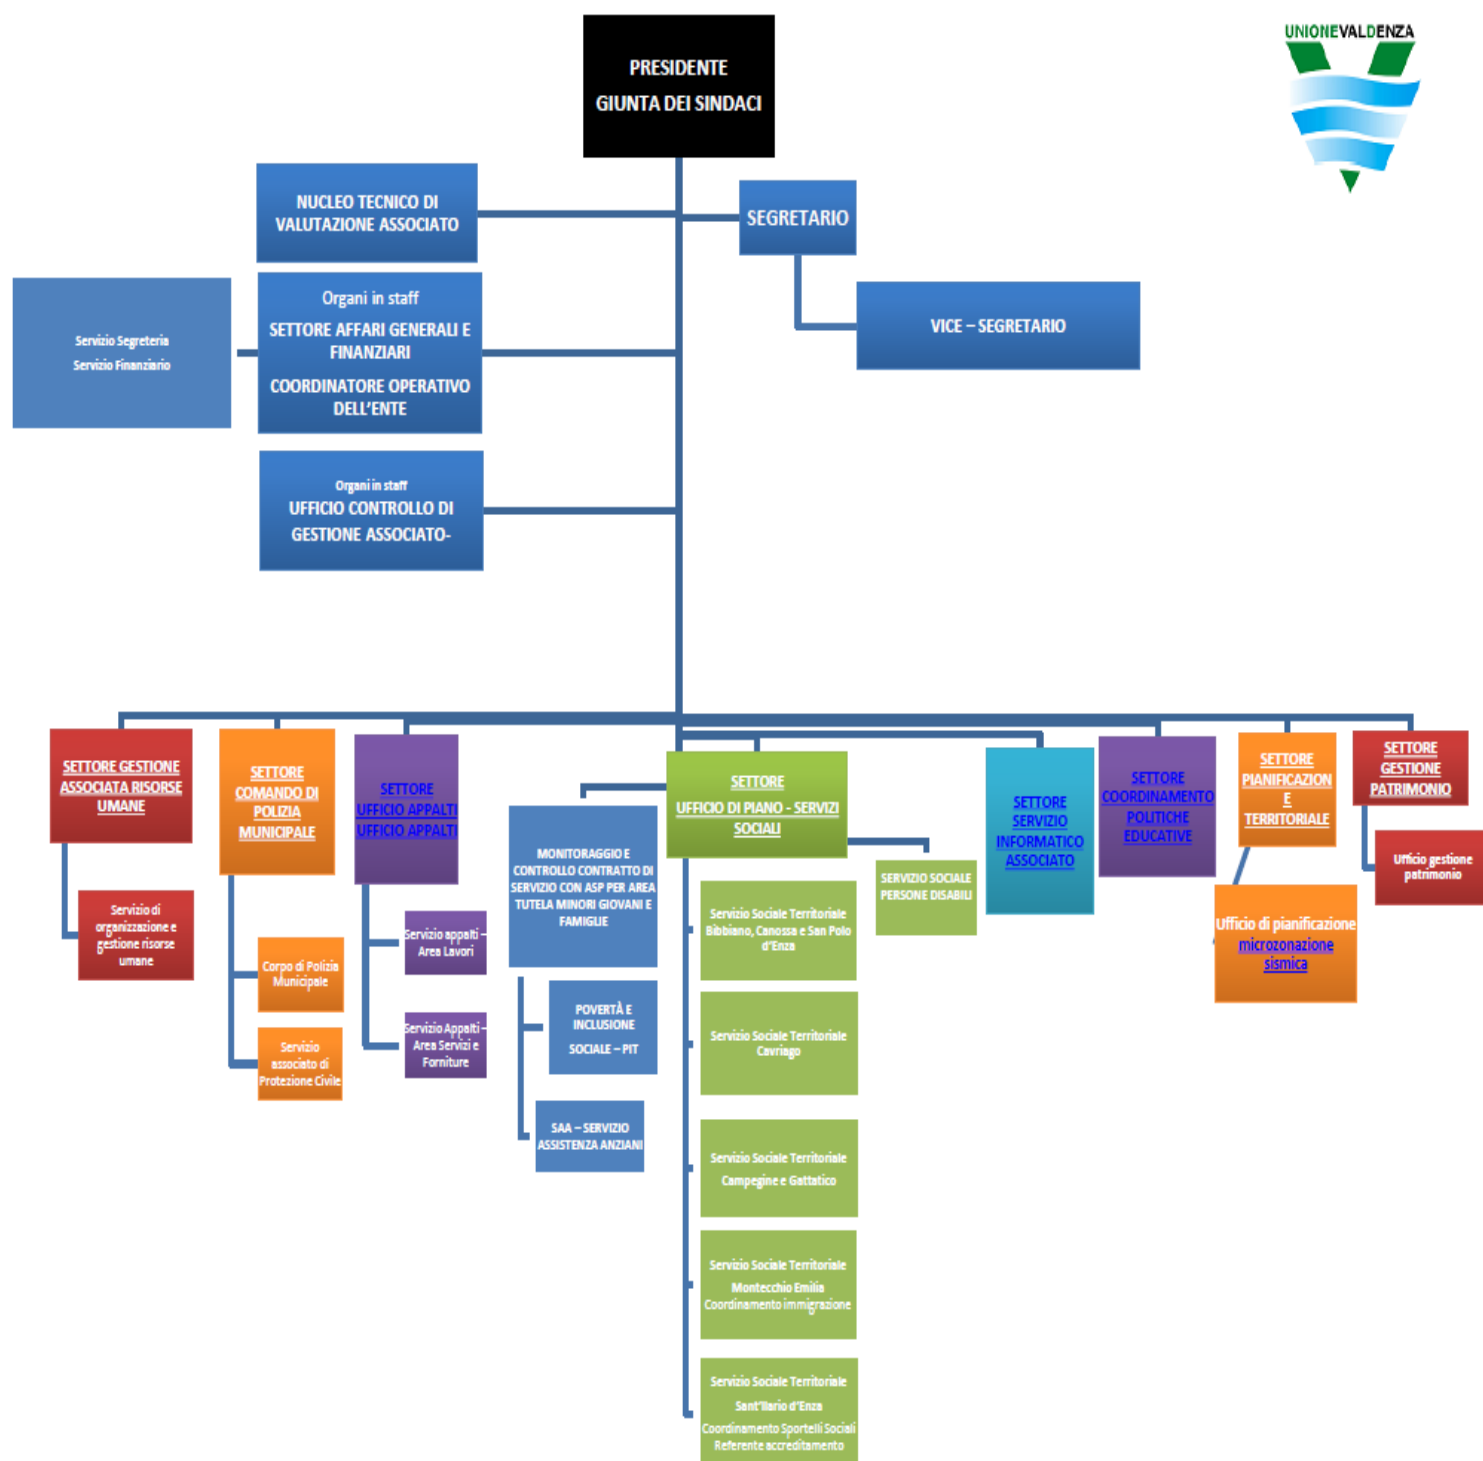 UNIONEVALDENZA
PRESIDENTE
GIUNTA DEI SINDACI
NUCLEO TECNICO DI
VALUTAZIONE ASSOCIATO
SEGRETARIO
VICE – SEGRETARIO
Servizio Segreteria
Servizio Finanziario
Organi in staff
SETTORE AFFARI GENERALI E
FINANZIARI
COORDINATORE OPERATIVO
DELL'ENTE
Organi in staff
UFFICIO CONTROLLO DI
GESTIONE ASSOCIATO-
SETTORE GESTIONE
ASSOCIATA RISORSE
UMANE
Servizio di
organizzazione e
gestione risorse
umane
SETTORE
COMANDO DI
POLIZIA
MUNICIPALE
Corpo di Polizia
Municipale
Servizio
associato di
Protezione Civile
SETTORE
UFFICIO APPALTI
UFFICIO APPALTI
Servizio appalti –
Area Lavori
Servizio Appalti –
Area Servizi e
Forniture
MONITORAGGIO E
CONTROLLO CONTRATTO DI
SERVIZIO CON ASP PER AREA
TUTELA MINORI GIOVANI E
FAMIGLIE
POVERTÀ E
INCLUSIONE
SOCIALE – PIT
SAA – SERVIZIO
ASSISTENZA ANZIANI
SETTORE
UFFICIO DI PIANO - SERVIZI
SOCIALI
Servizio Sociale Territoriale
Bibbiano, Canossa e San Polo
d'Enza
Servizio Sociale Territoriale
Cavriago
Servizio Sociale Territoriale
Campegine e Gattatico
Servizio Sociale Territoriale
Montecchio Emilia
Coordinamento immigrazione
Servizio Sociale Territoriale
Sant'Ilario d'Enza
Coordinamento Sportelli Sociali
Referente accreditamento
SERVIZIO SOCIALE
PERSONE DISABILI
SETTORE
SERVIZIO
INFORMATICO
ASSOCIATO
SETTORE
COORDINAMENTO
POLITICHE
EDUCATIVE
SETTORE
PIANIFICAZION
E
TERRITORIALE
Ufficio di pianificazione
microzonazione
sismica
SETTORE
GESTIONE
PATRIMONIO
Ufficio gestione
patrimonio